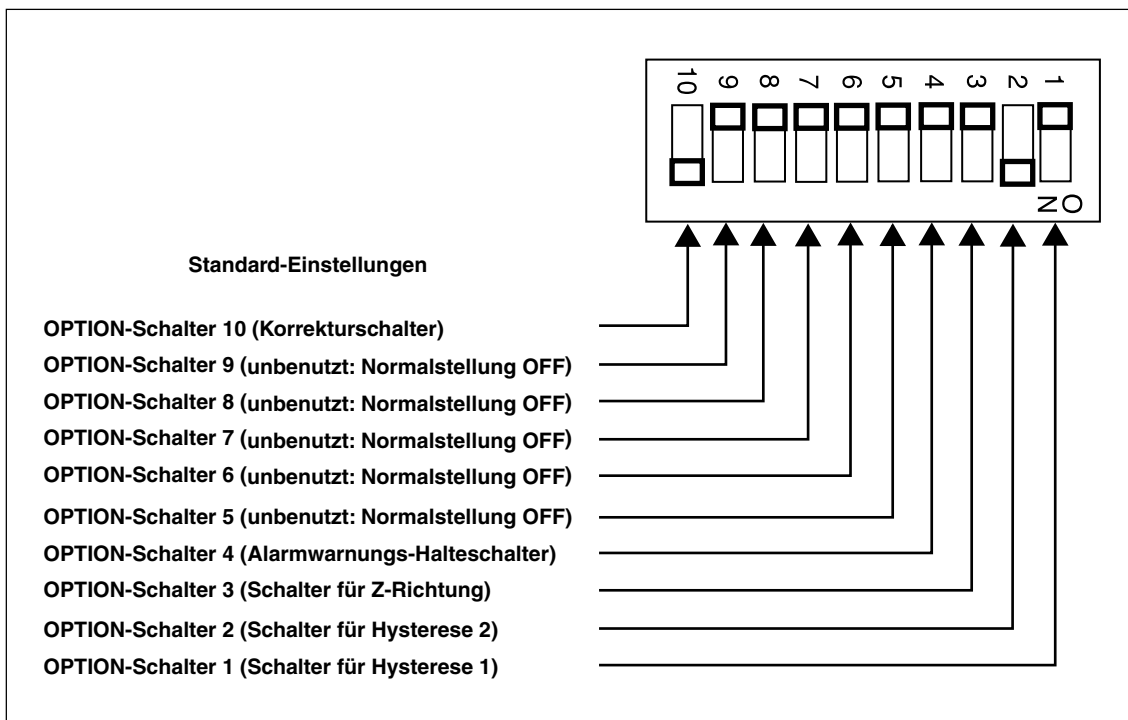 10 9 8 7 6 5 4 3 2 1
ON
Standard-Einstellungen
OPTION-Schalter 10 (Korrekturschalter)
OPTION-Schalter 9 (unbenutzt: Normalstellung OFF)
OPTION-Schalter 8 (unbenutzt: Normalstellung OFF)
OPTION-Schalter 7 (unbenutzt: Normalstellung OFF)
OPTION-Schalter 6 (unbenutzt: Normalstellung OFF)
OPTION-Schalter 5 (unbenutzt: Normalstellung OFF)
OPTION-Schalter 4 (Alarmwarnungs-Halteschalter)
OPTION-Schalter 3 (Schalter für Z-Richtung)
OPTION-Schalter 2 (Schalter für Hysterese 2)
OPTION-Schalter 1 (Schalter für Hysterese 1)